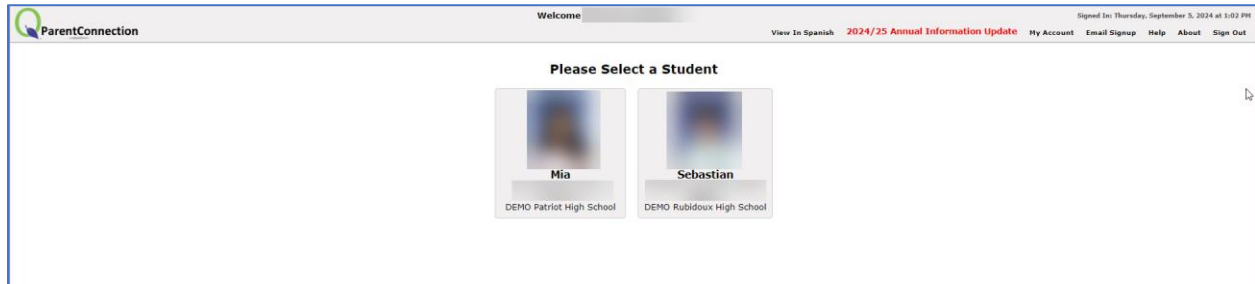 ParentConnection
Welcome
Signed In: Thursday, September 5, 2024 at 1:02 PM
View In Spanish 2024/25 Annual Information Update My Account Email Signup Help About Sign Out
Please Select a Student
Mia
DEMO Patriot High School
Sebastian
DEMO Rubidoux High School